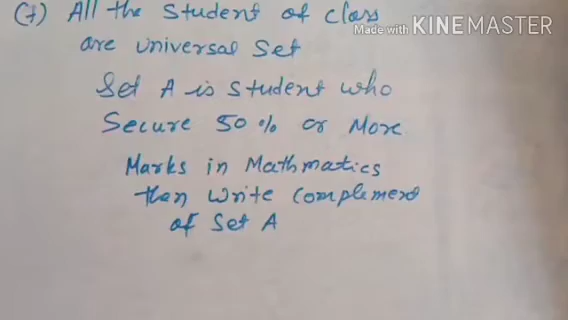 (7) All the Student of class
Made with KINEMASTER
are Universal Set
Set A is Student who
Secure 50% or More
Marks in Mathmatics
then write Complement
of Set A